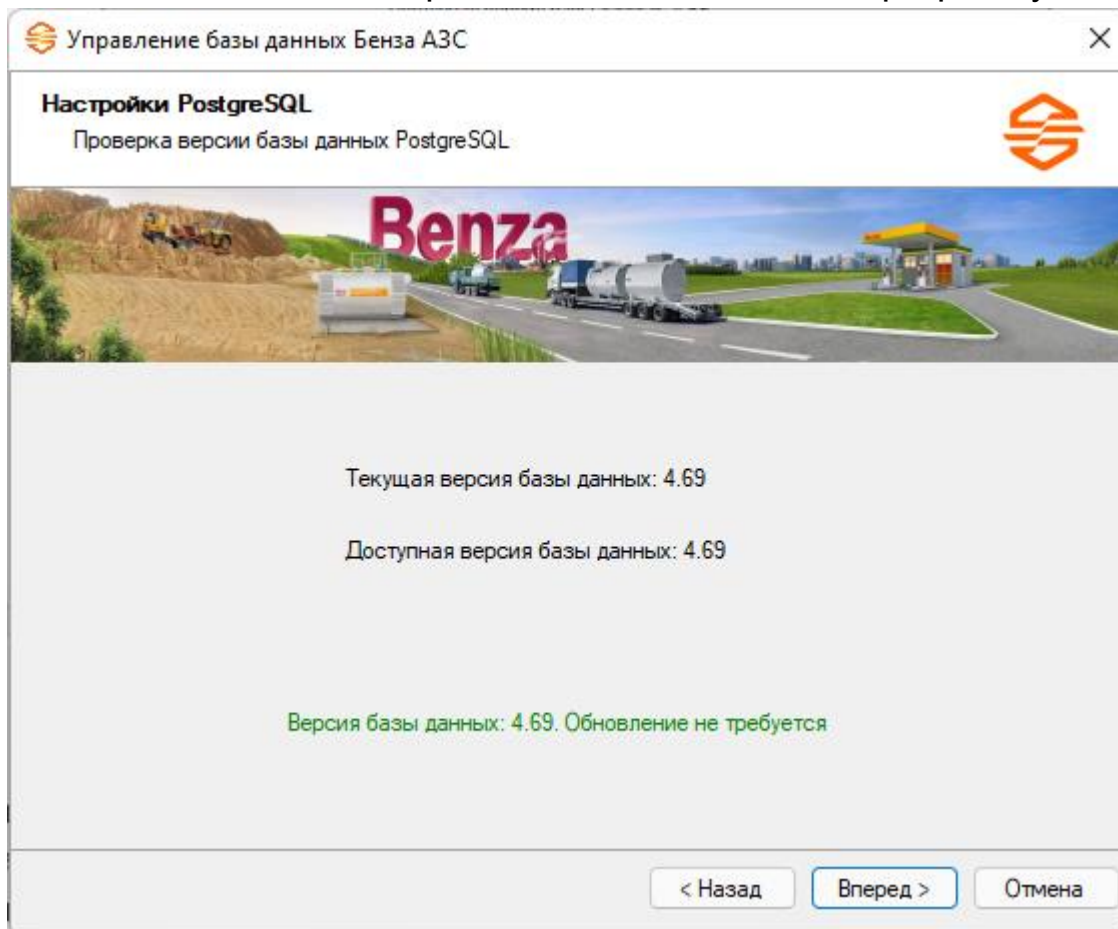 Управление базы данных Бенза АЗС
Настройки PostgreSQL
Проверка версии базы данных PostgreSQL
Benza
Текущая версия базы данных: 4.69
Доступная версия базы данных: 4.69
Версия базы данных: 4.69. Обновление не требуется
< Назад Вперед > Отмена